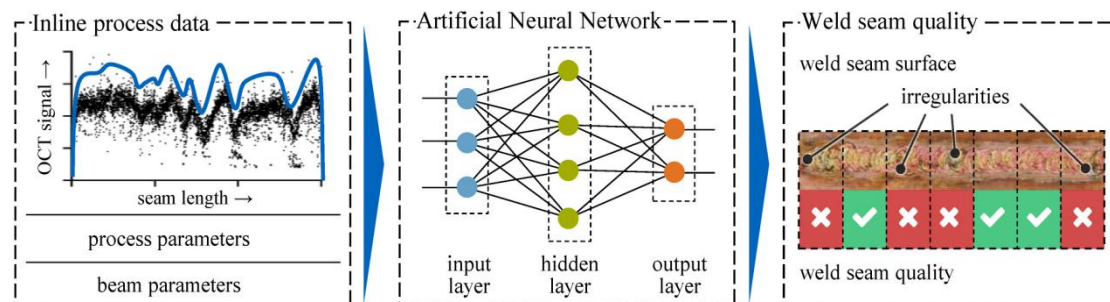 Inline process data
OCT signal →
seam length →
process parameters
beam parameters
Artificial Neural Network
input
layer
hidden
layer
output
layer
Weld seam quality
weld seam surface
irregularities
weld seam quality